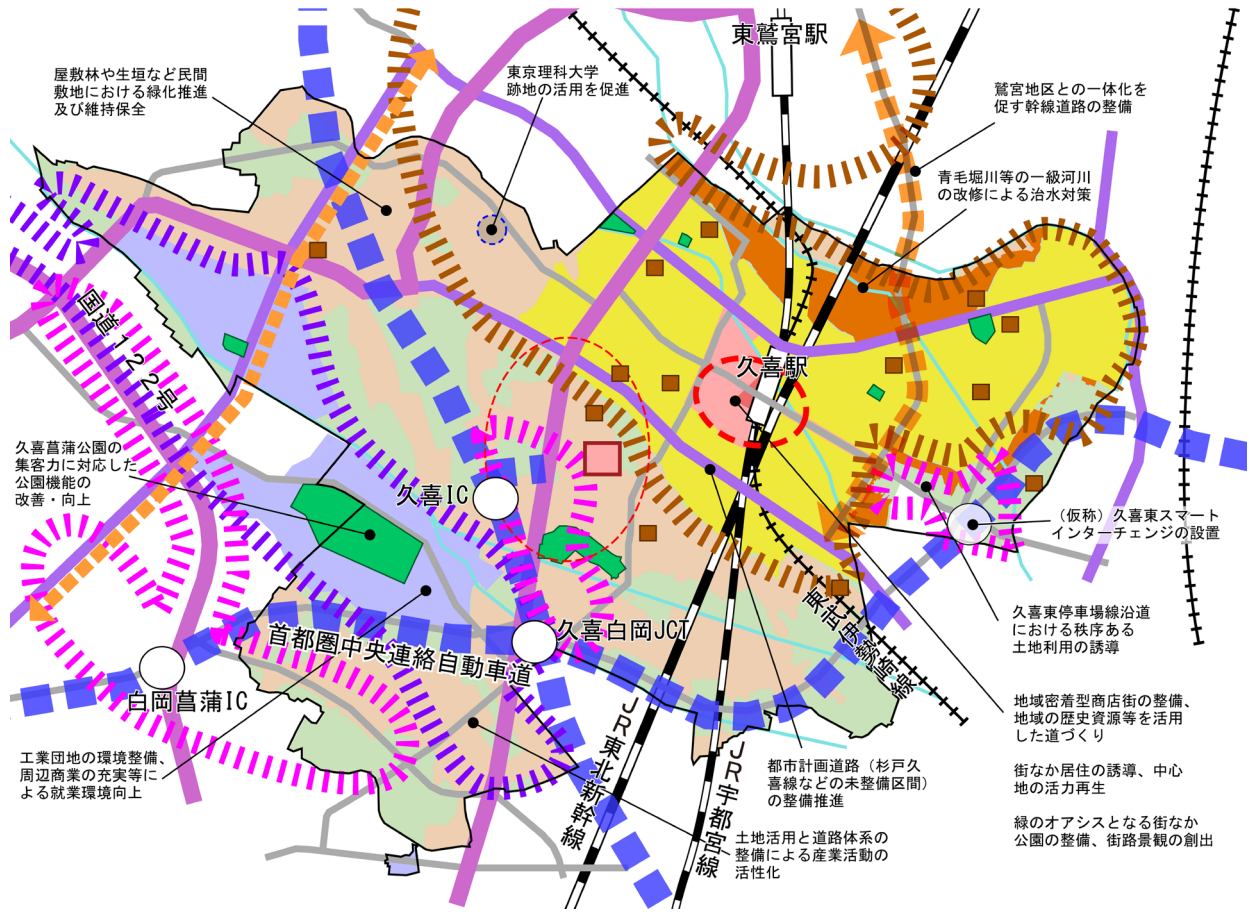 東鷲宮駅
屋敷林や生垣など民間
敷地における緑化推進
及び維持保全
東京理科大学
跡地の活用を促進
鷲宮地区との一体化を
促す幹線道路の整備
青毛堀川等の一級河川
の改修による治水対策
国道122号
久喜駅
久喜菖蒲公園の
集客力に対応した
公園機能の
改善・向上
久喜IC
(仮称)久喜東スマート
インターチェンジの設置
久喜東停車場線沿道
における秩序ある
土地利用の誘導
東武伊勢崎線
久喜白岡JCT
首都圏中央連絡自動車道
白岡菖蒲IC
地域密着型商店街の整備、
地域の歴史資源等を活用
した道づくり
街なか居住の誘導、中心
地の活力再生
緑のオアシスとなる街なか
公園の整備、街路景観の創出
工業団地の環境整備、
周辺商業の充実等に
よる就業環境向上
JR東北新幹線
JR宇都宮線
都市計画道路(杉戸久
喜線などの未整備区間)
の整備推進
土地活用と道路体系の
整備による産業活動の
活性化